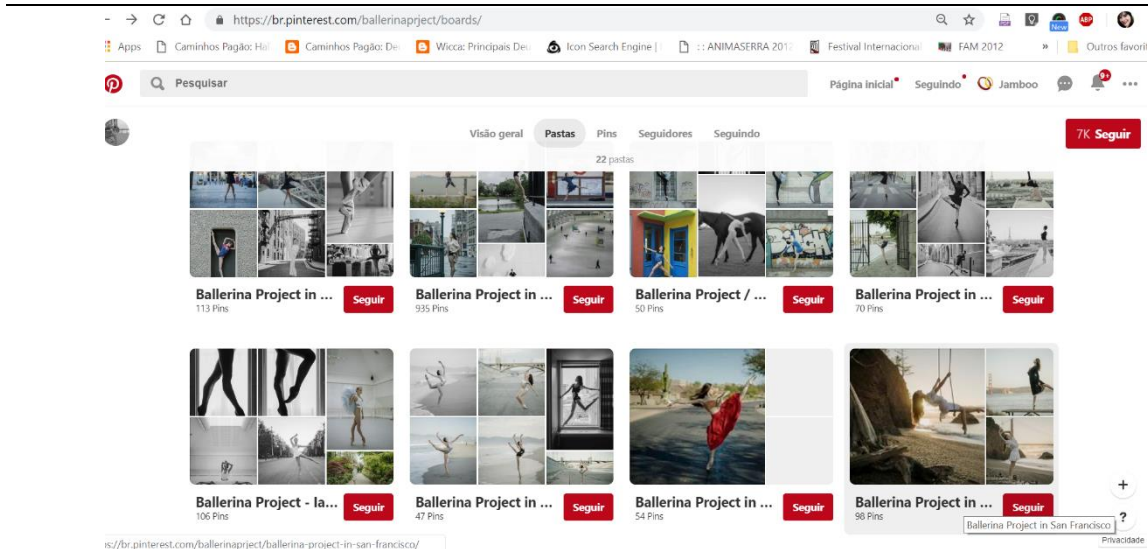 https://br.pinterest.com/ballerinaprject/boards/
New
ABP
Apps
Caminhos Pagão: Ha
Caminhos Pagão: De
Wicca: Principais Deu
Icon Search Engine |
:: ANIMASERRA 2012
Festival Internacional
FAM 2012
»
Outros favorit
Pesquisar
Página inicial
Seguindo
Jamboo
9+
Visão geral
Pastas
Pins
Seguidores
Seguindo
7K Seguir
22 pastas
Ballerina Project in ...
113 Pins
Seguir
Ballerina Project in ...
935 Pins
Seguir
Ballerina Project / ...
50 Pins
Seguir
Ballerina Project in ...
70 Pins
Seguir
Ballerina Project - la...
106 Pins
Seguir
Ballerina Project in ...
47 Pins
Seguir
Ballerina Project in ...
54 Pins
Seguir
Ballerina Project in ...
98 Pins
Seguir
Ballerina Project in San Francisco
+
?
Privacidade
ps://br.pinterest.com/ballerinaprject/ballerina-project-in-san-francisco/